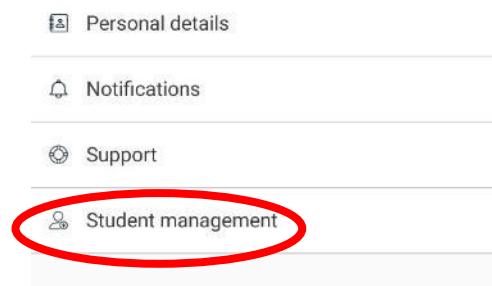 Personal details
Notifications
Support
Student management